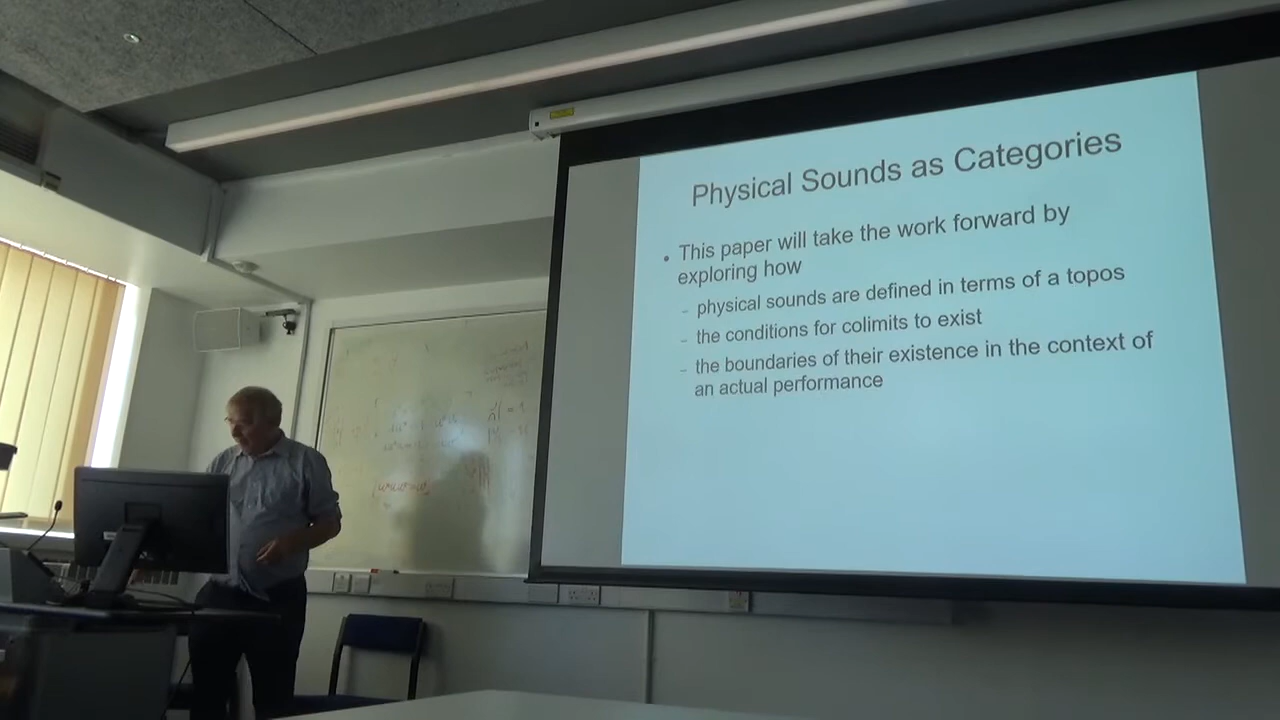 Physical Sounds as Categories
• This paper will take the work forward by
exploring how
- physical sounds are defined in terms of a topos
- the conditions for colimits to exist
- the boundaries of their existence in the context of
an actual performance